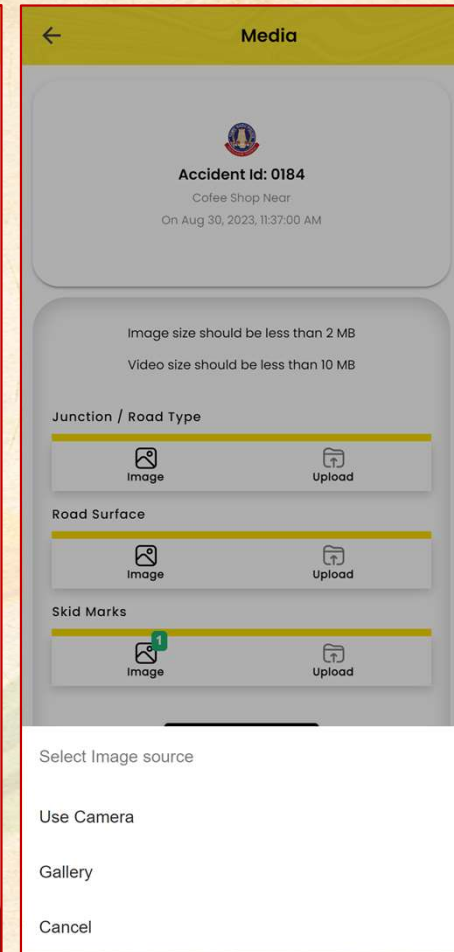 Media
Accident Id: 0184
Cofee Shop Near
On Aug 30, 2023, 11:37:00 AM
Image size should be less than 2 MB
Video size should be less than 10 MB
Junction / Road Type
Image Upload
Road Surface
Image Upload
Skid Marks
1
Image Upload
Select Image source
Use Camera
Gallery
Cancel